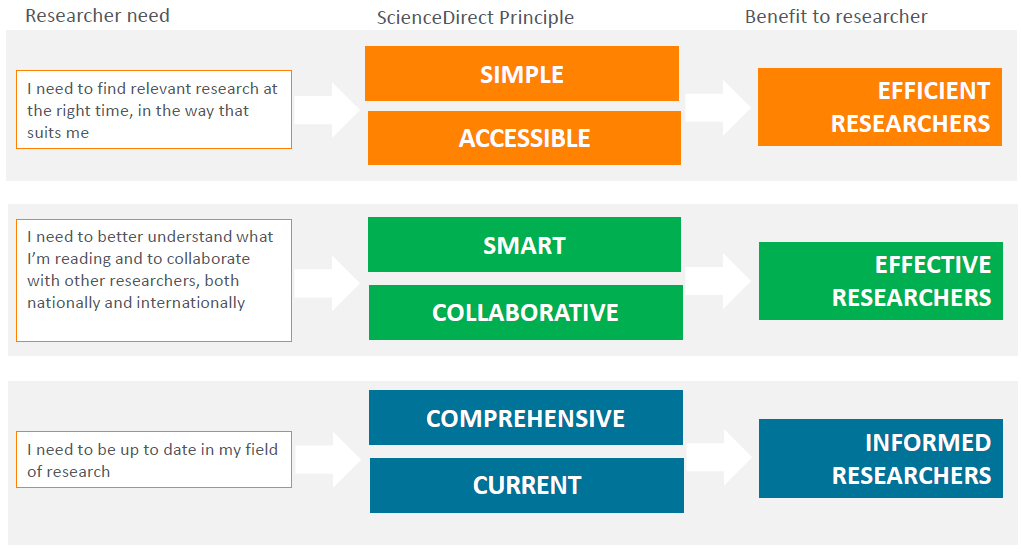 Researcher need
ScienceDirect Principle
Benefit to researcher
I need to find relevant research at
the right time, in the way that
suits me
SIMPLE
ACCESSIBLE
EFFICIENT
RESEARCHERS
I need to better understand what
I’m reading and to collaborate
with other researchers, both
nationally and internationally
SMART
COLLABORATIVE
EFFECTIVE
RESEARCHERS
I need to be up to date in my field
of research
COMPREHENSIVE
CURRENT
INFORMED
RESEARCHERS